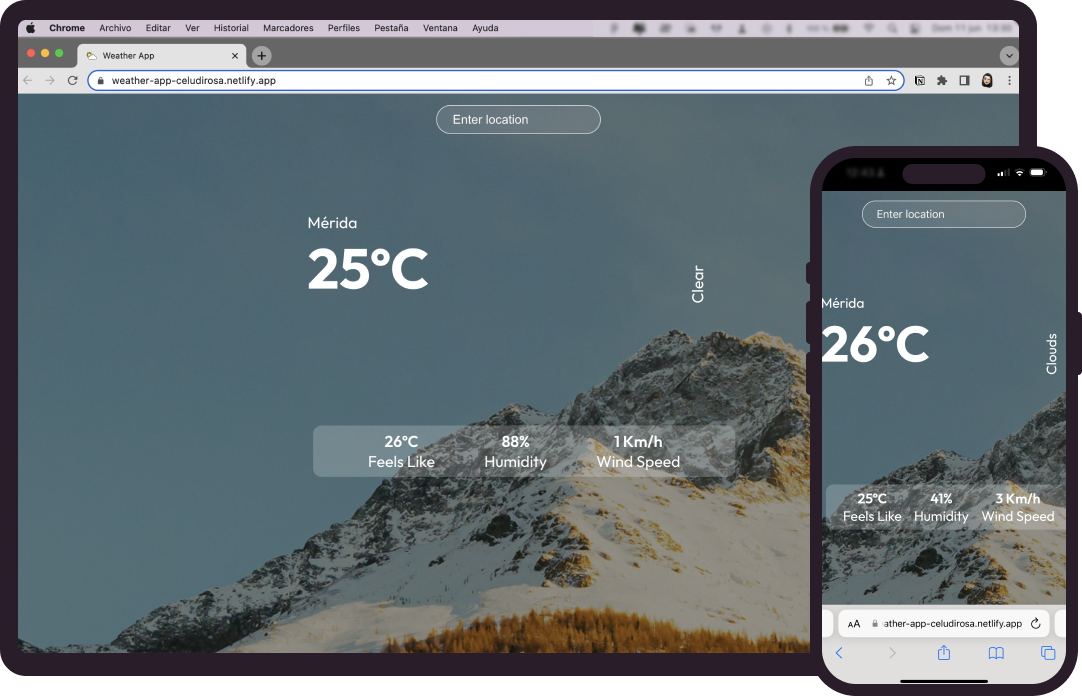 Chrome Archivo Editar Ver Historial Marcadores Perfiles Pestaña Ventana Ayuda
Weather App
weather-app-celudirosa.netlify.app
Enter location
Mérida
25°C
Clear
26°C 88% 1 Km/h
Feels Like Humidity Wind Speed
Enter location
Mérida
26°C
Clouds
25°C 41% 3 Km/h
Feels Like Humidity Wind Speed
AA ather-app-celudirosa.netlify.app